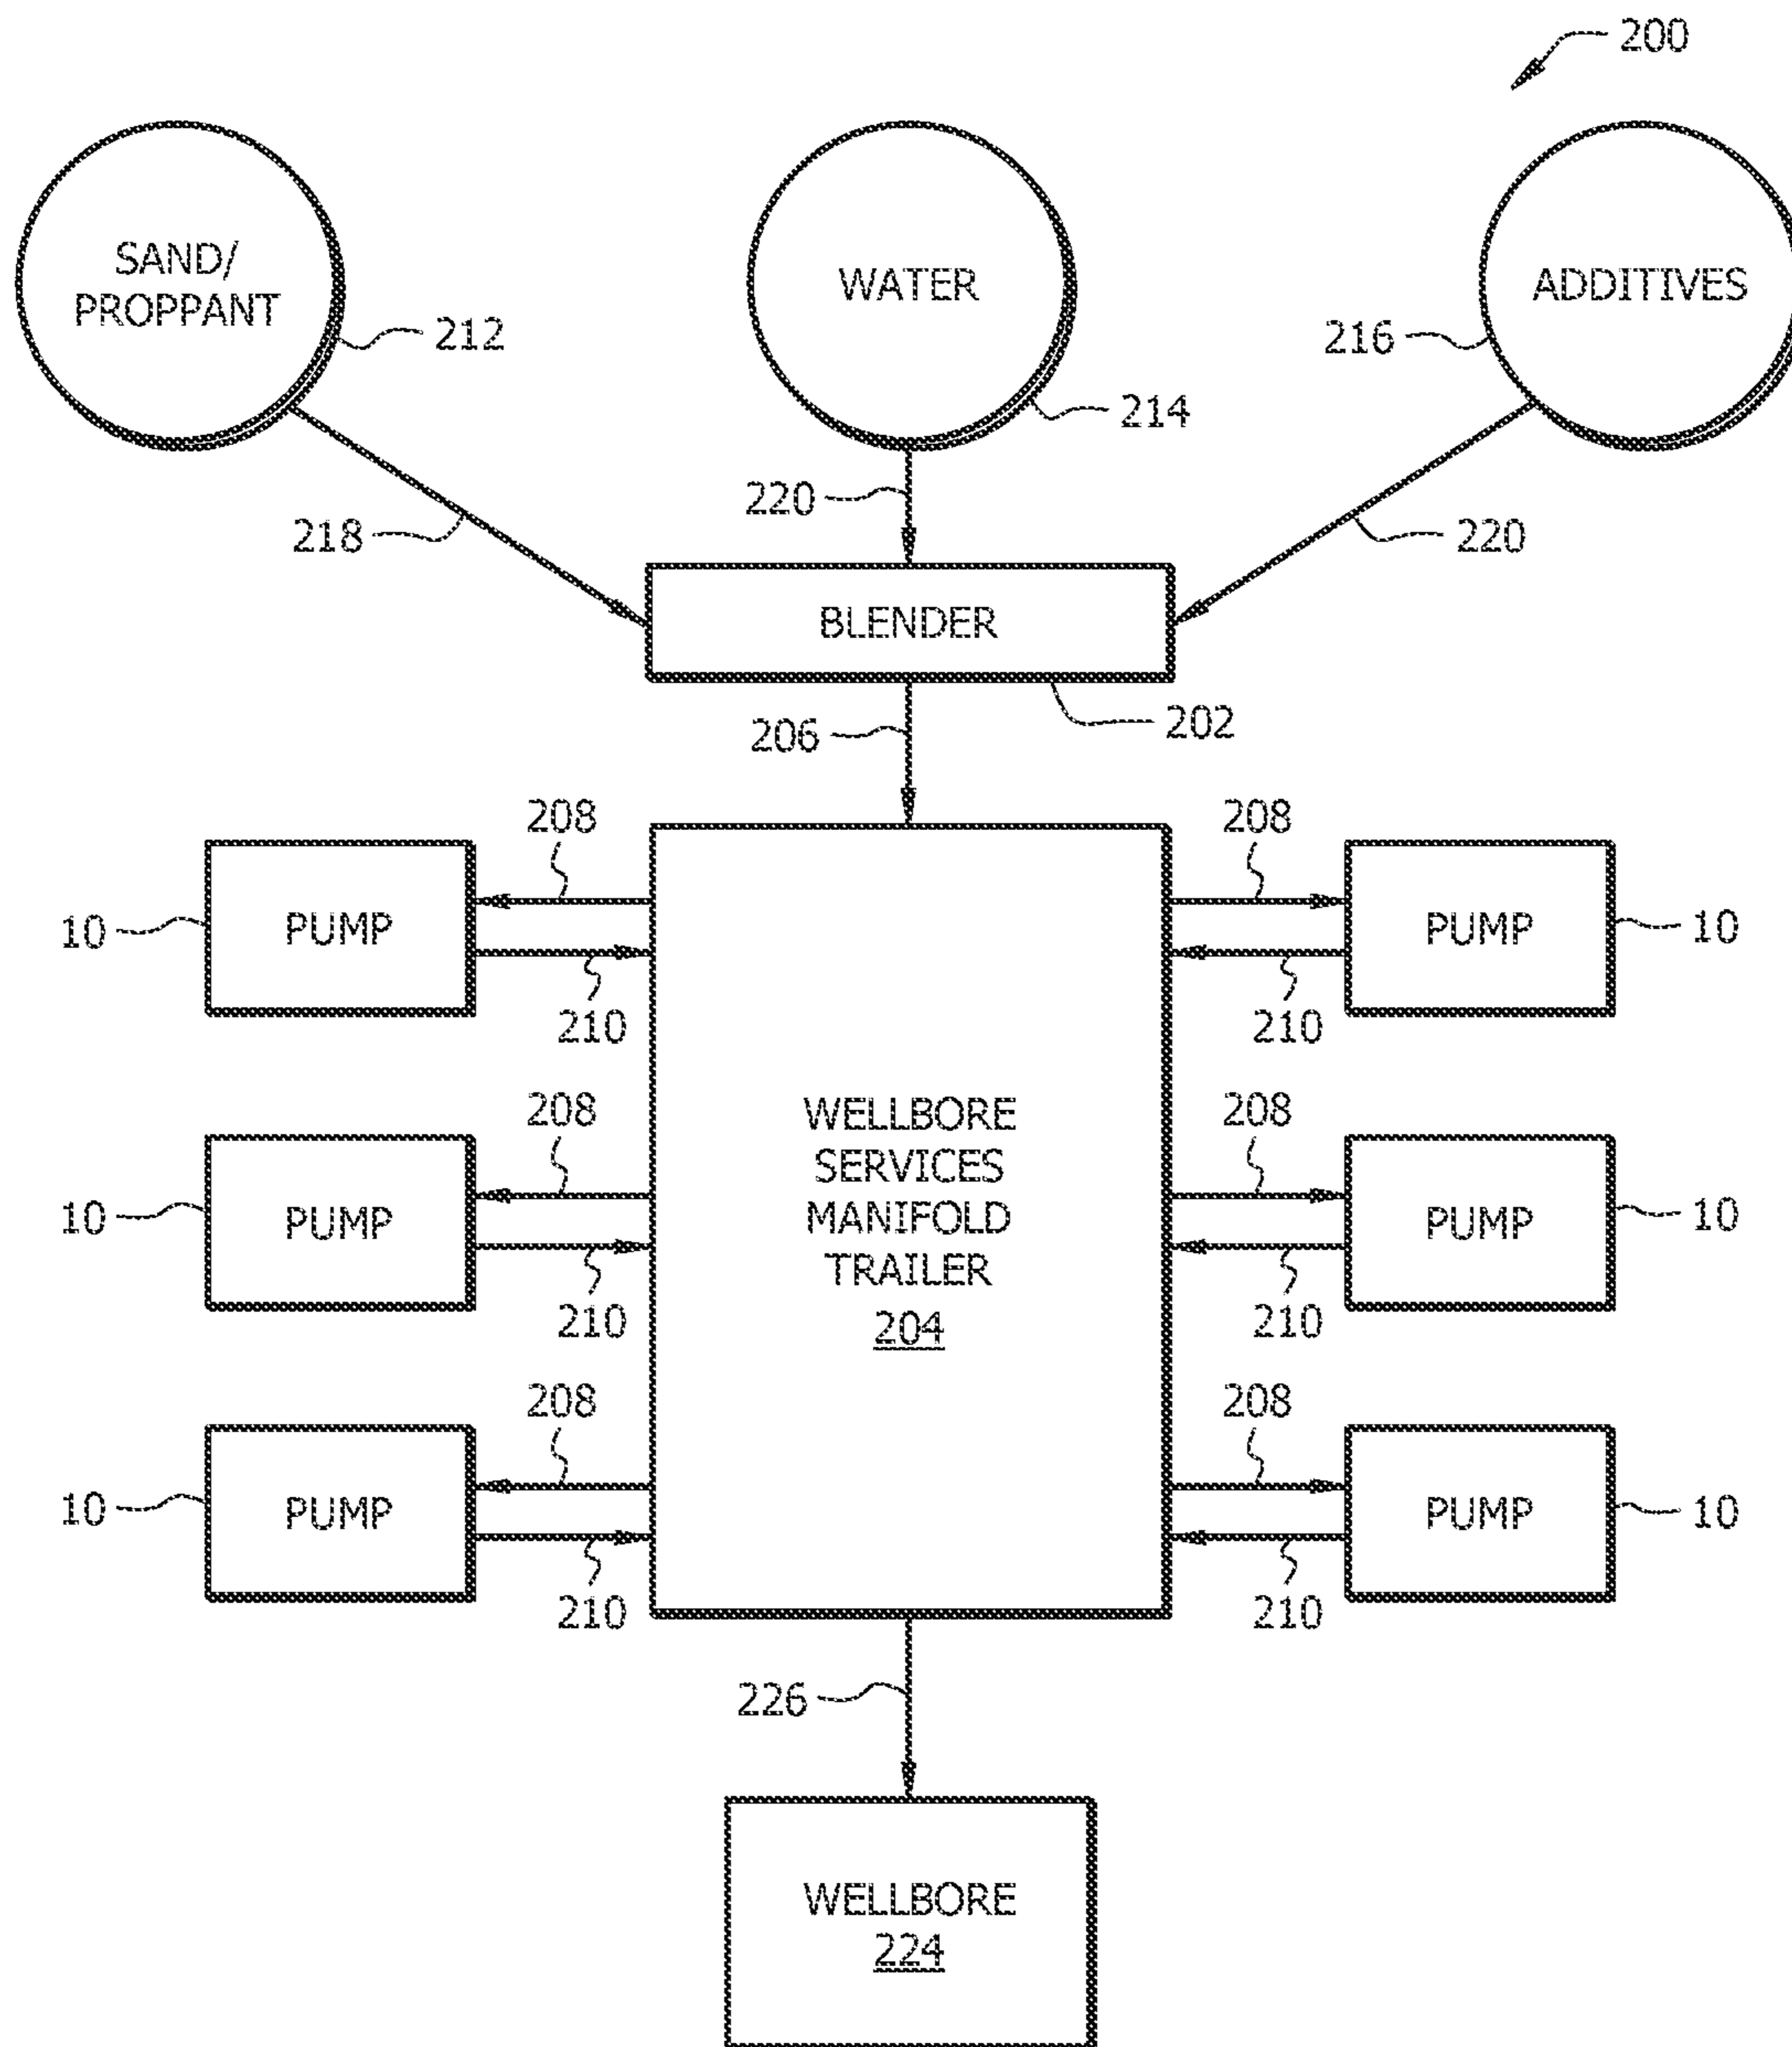 200
SAND/
PROPPANT
212
WATER
214
ADDITIVES
216
218
220
220
BLENDER
202
206
208
208
10
PUMP
PUMP
10
210
210
208
208
10
PUMP
PUMP
10
210
210
208
208
10
PUMP
PUMP
10
210
210
WELLBORE
SERVICES
MANIFOLD
TRAILER
204
226
WELLBORE
224